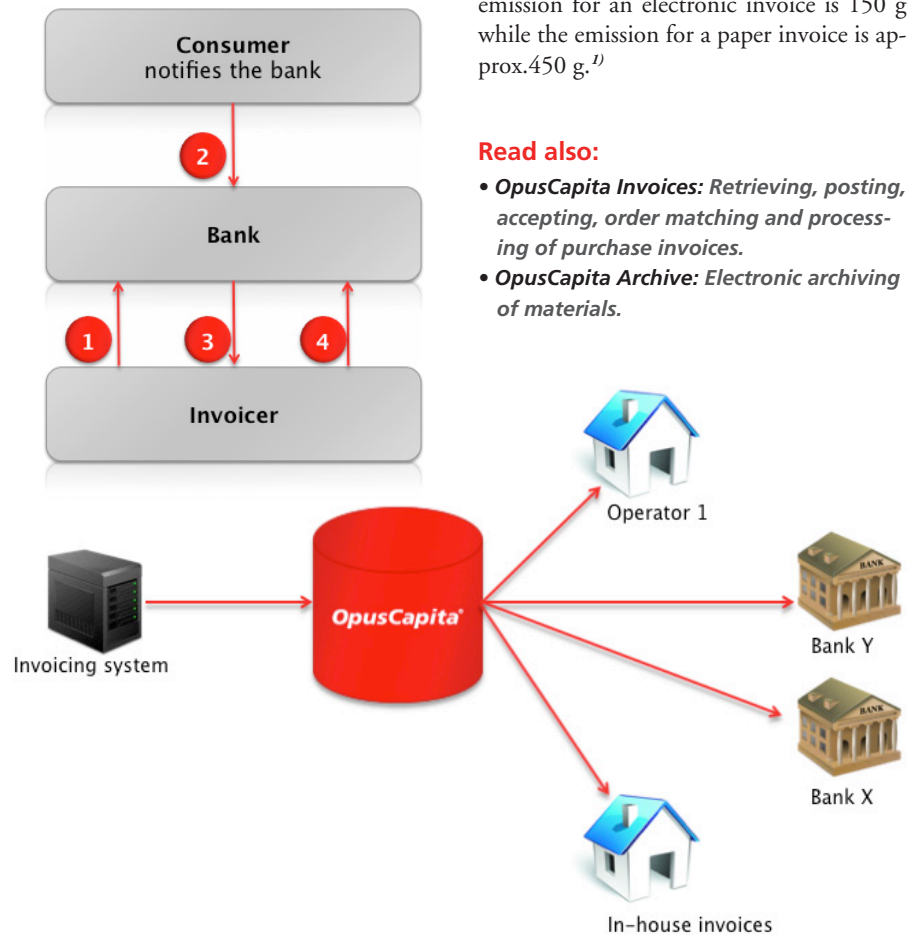 Consumer
notifies the bank
2
Bank
1
3
4
Invoicer
emission for an electronic invoice is 150 g
while the emission for a paper invoice is ap-
prox.450 g.1)
Read also:
• OpusCapita Invoices: Retrieving, posting,
accepting, order matching and process-
ing of purchase invoices.
• OpusCapita Archive: Electronic archiving
of materials.
Invoicing system
OpusCapita®
Operator 1
BANK
Bank Y
BANK
Bank X
In-house invoices